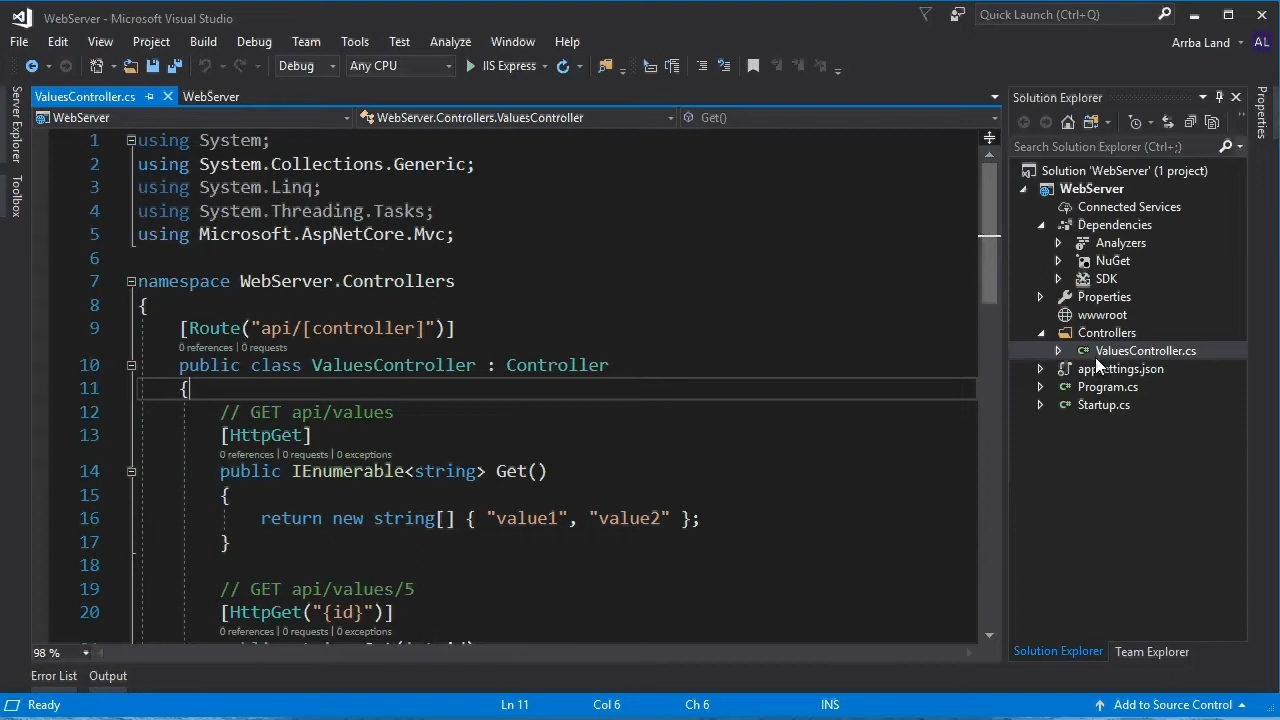 WebServer - Microsoft Visual Studio
Quick Launch (Ctrl+Q)
File Edit View Project Build Debug Team Tools Test Analyze Window Help
Arrba Land AL
Debug Any CPU IIS Express
Server Explorer
Toolbox
ValuesController.cs WebServer
WebServer WebServer.Controllers.ValuesController Get()
1 using System;
2 using System.Collections.Generic;
3 using System.Linq;
4 using System.Threading.Tasks;
5 using Microsoft.AspNetCore.Mvc;
6
7 namespace WebServer.Controllers
8 {
9 [Route("api/[controller]")]
0 references | 0 requests
10 public class ValuesController : Controller
11 {
12 // GET api/values
13 [HttpGet]
0 references | 0 requests | 0 exceptions
14 public IEnumerable<string> Get()
15 {
16 return new string[] { "value1", "value2" };
17 }
18
19 // GET api/values/5
20 [HttpGet("{id}")]
0 references | 0 requests | 0 exceptions
98 %
Solution Explorer
Search Solution Explorer (Ctrl+;)
Solution 'WebServer' (1 project)
WebServer
Connected Services
Dependencies
Analyzers
NuGet
SDK
Properties
wwwroot
Controllers
C# ValuesController.cs
appsettings.json
C# Program.cs
C# Startup.cs
Solution Explorer Team Explorer
Properties
Error List Output
Ready Ln 11 Col 6 Ch 6 INS Add to Source Control